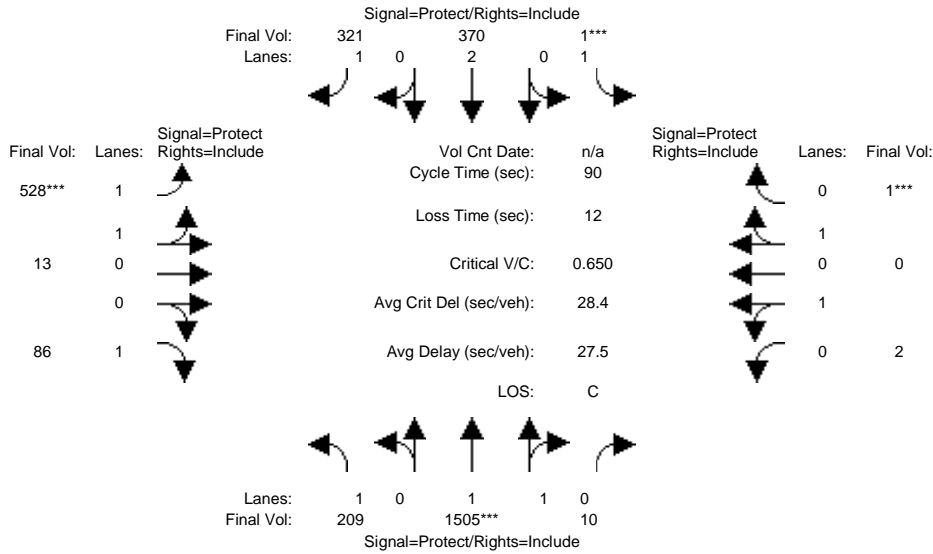 Signal=Protect/Rights=Include
Final Vol: 321 370 1***
Lanes: 1 0 2 0 1
Signal=Protect
Final Vol: Lanes: Rights=Include
Vol Cnt Date: n/a
Signal=Protect
Rights=Include Lanes: Final Vol:
Cycle Time (sec): 90
528*** 1 0 1***
Loss Time (sec): 12
1 1
13 0 Critical V/C: 0.650 0 0
0 Avg Crit Del (sec/veh): 28.4 1
86 1 Avg Delay (sec/veh): 27.5 0 2
LOS: C
Lanes: 1 0 1 1 0
Final Vol: 209 1505*** 10
Signal=Protect/Rights=Include